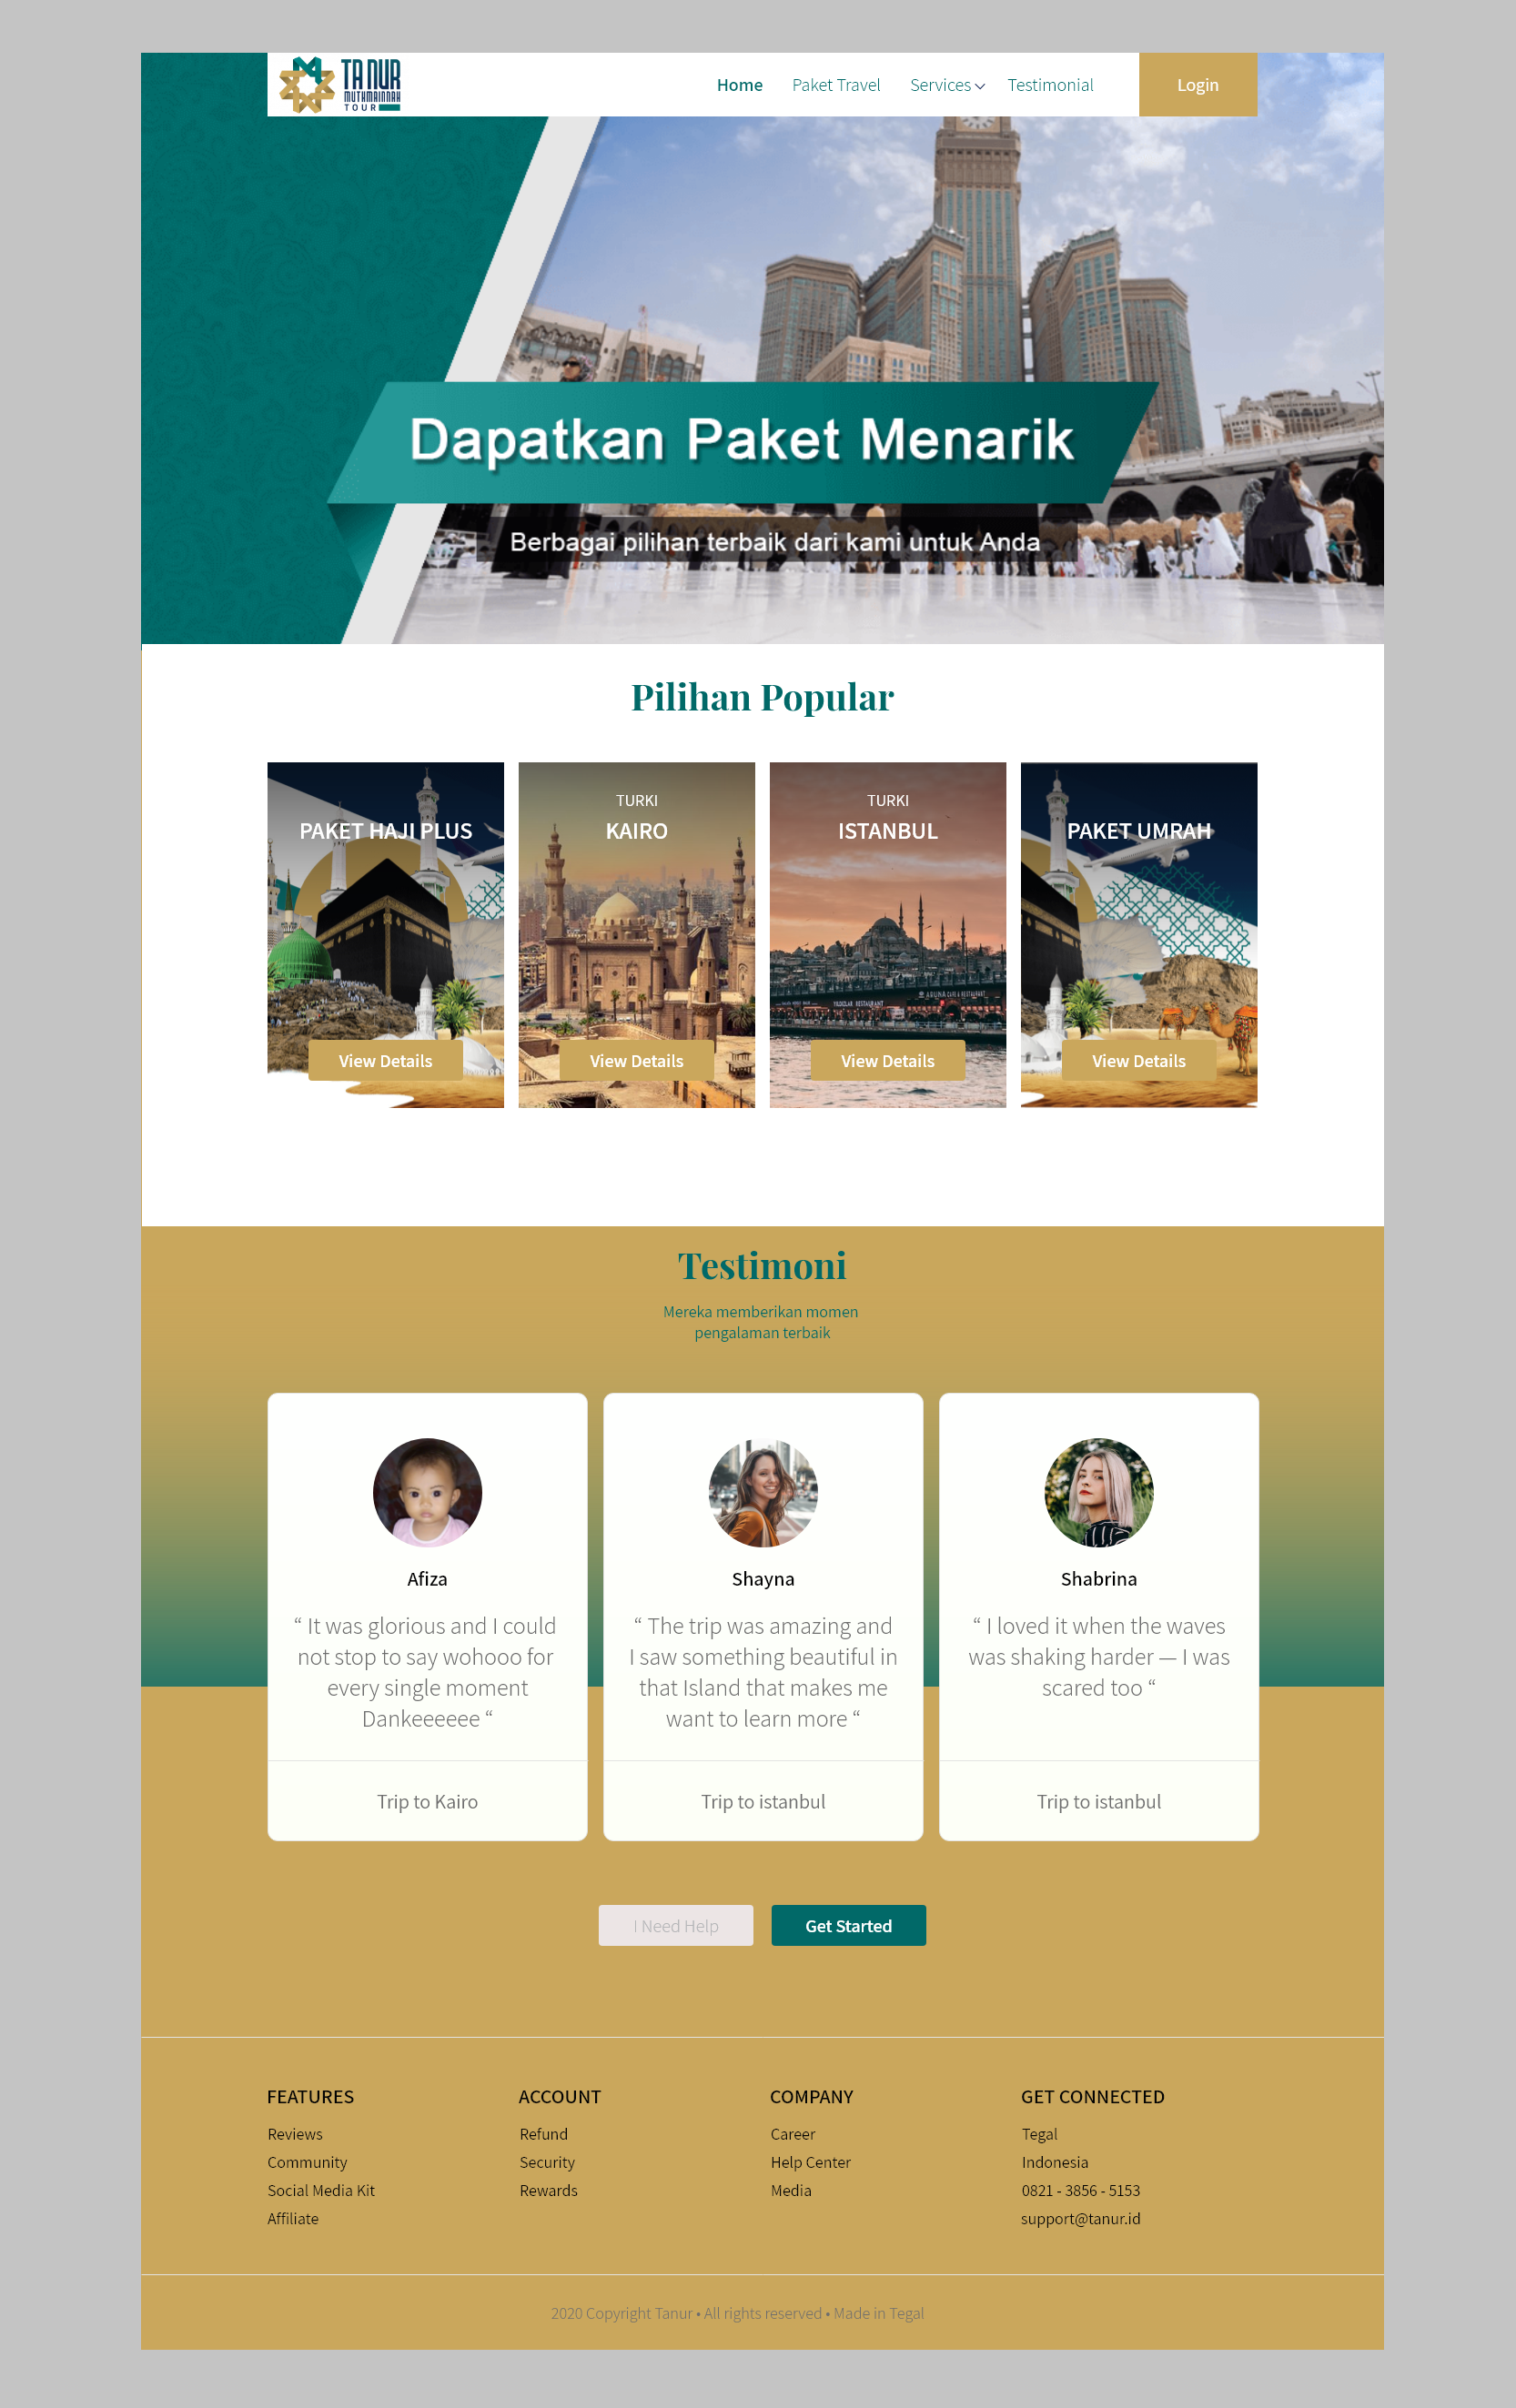 TANUR
MUTHMAINNAH
TOUR
Home
Paket Travel
Services
Testimonial
Login
Dapatkan Paket Menarik
Berbagai pilihan terbaik dari kami untuk Anda
Pilihan Popular
PAKET HAJI PLUS
View Details
TURKI
KAIRO
View Details
TURKI
ISTANBUL
View Details
PAKET UMRAH
View Details
Testimoni
Mereka memberikan momen
pengalaman terbaik
Afiza
“ It was glorious and I could
not stop to say wohooo for
every single moment
Dankeeeeee “
Trip to Kairo
Shayna
“ The trip was amazing and
I saw something beautiful in
that Island that makes me
want to learn more “
Trip to istanbul
Shabrina
“ I loved it when the waves
was shaking harder — I was
scared too “
Trip to istanbul
I Need Help
Get Started
FEATURES
Reviews
Community
Social Media Kit
Affiliate
ACCOUNT
Refund
Security
Rewards
COMPANY
Career
Help Center
Media
GET CONNECTED
Tegal
Indonesia
0821 - 3856 - 5153
support@tanur.id
2020 Copyright Tanur • All rights reserved • Made in Tegal